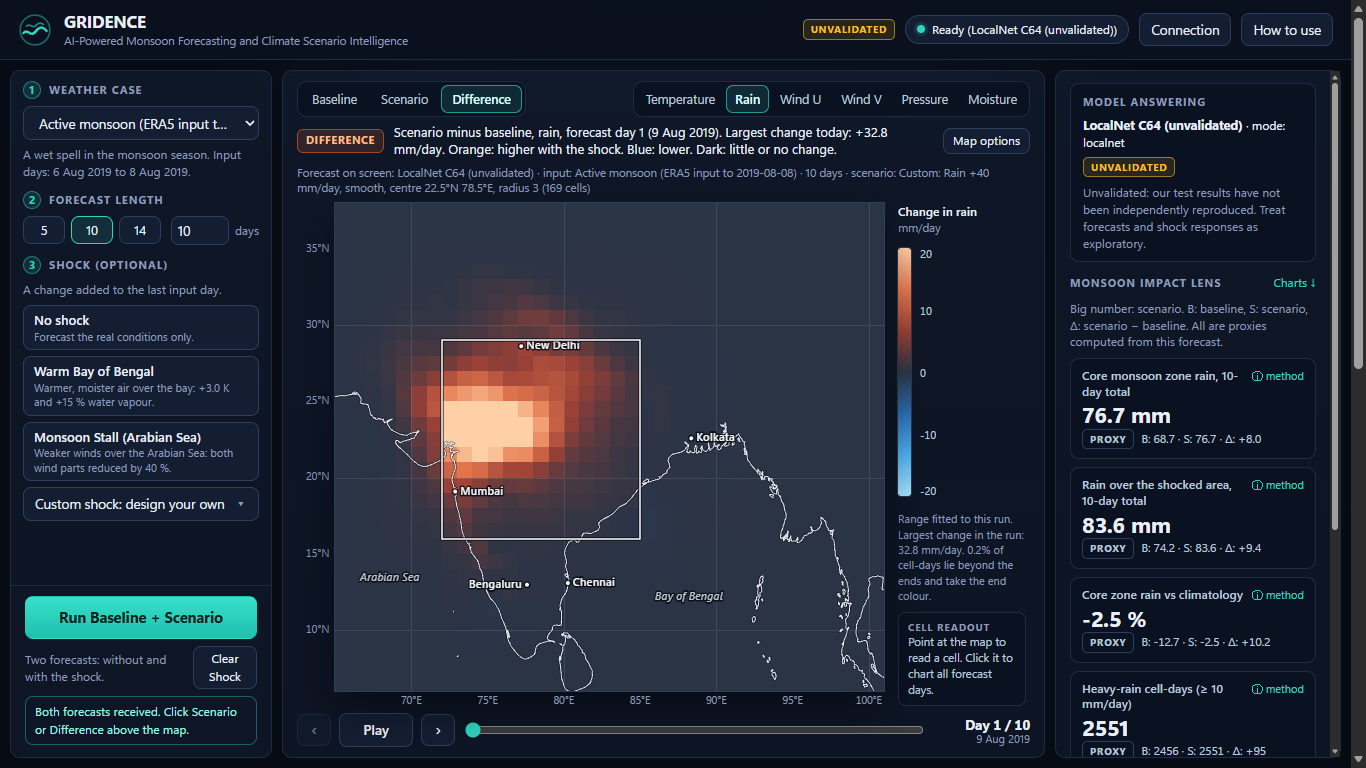 GRIDENCE
AI-Powered Monsoon Forecasting and Climate Scenario Intelligence
UNVALIDATED
Ready (LocalNet C64 (unvalidated))
Connection
How to use
1 WEATHER CASE
Active monsoon (ERA5 input t...
A wet spell in the monsoon season. Input
days: 6 Aug 2019 to 8 Aug 2019.
2 FORECAST LENGTH
5
10
14
10
days
3 SHOCK (OPTIONAL)
A change added to the last input day.
No shock
Forecast the real conditions only.
Warm Bay of Bengal
Warmer, moister air over the bay: +3.0 K
and +15 % water vapour.
Monsoon Stall (Arabian Sea)
Weaker winds over the Arabian Sea: both
wind parts reduced by 40 %.
Custom shock: design your own
Run Baseline + Scenario
Two forecasts: without and
with the shock.
Clear
Shock
Both forecasts received. Click Scenario
or Difference above the map.
Baseline
Scenario
Difference
Temperature
Rain
Wind U
Wind V
Pressure
Moisture
DIFFERENCE
Scenario minus baseline, rain, forecast day 1 (9 Aug 2019). Largest change today: +32.8
mm/day. Orange: higher with the shock. Blue: lower. Dark: little or no change.
Map options
Forecast on screen: LocalNet C64 (unvalidated) · input: Active monsoon (ERA5 input to 2019-08-08) · 10 days · scenario: Custom: Rain +40
mm/day, smooth, centre 22.5°N 78.5°E, radius 3 (169 cells)
35°N
30°N
25°N
20°N
15°N
10°N
70°E
75°E
80°E
85°E
90°E
95°E
100°E
New Delhi
Kolkata
Mumbai
Arabian Sea
Bengaluru
Chennai
Bay of Bengal
Change in rain
mm/day
20
10
0
-10
-20
Range fitted to this run.
Largest change in the run:
32.8 mm/day. 0.2% of
cell-days lie beyond the
ends and take the end
colour.
CELL READOUT
Point at the map to
read a cell. Click it to
chart all forecast
days.
‹
Play
›
Day 1 / 10
9 Aug 2019
MODEL ANSWERING
LocalNet C64 (unvalidated) · mode:
localnet
UNVALIDATED
Unvalidated: our test results have not
been independently reproduced. Treat
forecasts and shock responses as
exploratory.
MONSOON IMPACT LENS
Charts ↓
Big number: scenario. B: baseline, S: scenario,
Δ: scenario − baseline. All are proxies
computed from this forecast.
Core monsoon zone rain, 10-
day total
ⓘ method
76.7 mm
PROXY B: 68.7 · S: 76.7 · Δ: +8.0
Rain over the shocked area,
10-day total
ⓘ method
83.6 mm
PROXY B: 74.2 · S: 83.6 · Δ: +9.4
Core zone rain vs climatology
ⓘ method
-2.5 %
PROXY B: -12.7 · S: -2.5 · Δ: +10.2
Heavy-rain cell-days (≥ 10
mm/day)
ⓘ method
2551
PROXY B: 2456 · S: 2551 · Δ: +95